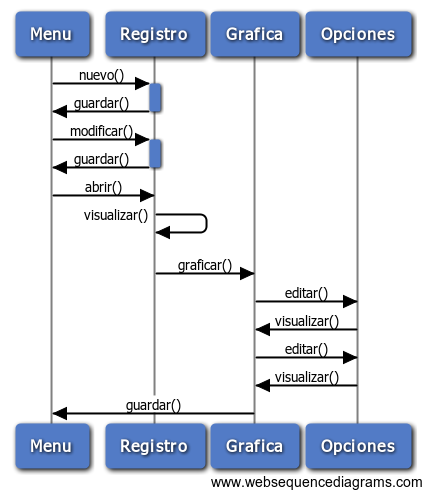 Menu Registro Grafica Opciones
nuevo()
guardar()
modificar()
guardar()
abrir()
visualizar()
graficar()
editar()
visualizar()
editar()
visualizar()
guardar()
Menu Registro Grafica Opciones
www.websequencediagrams.com